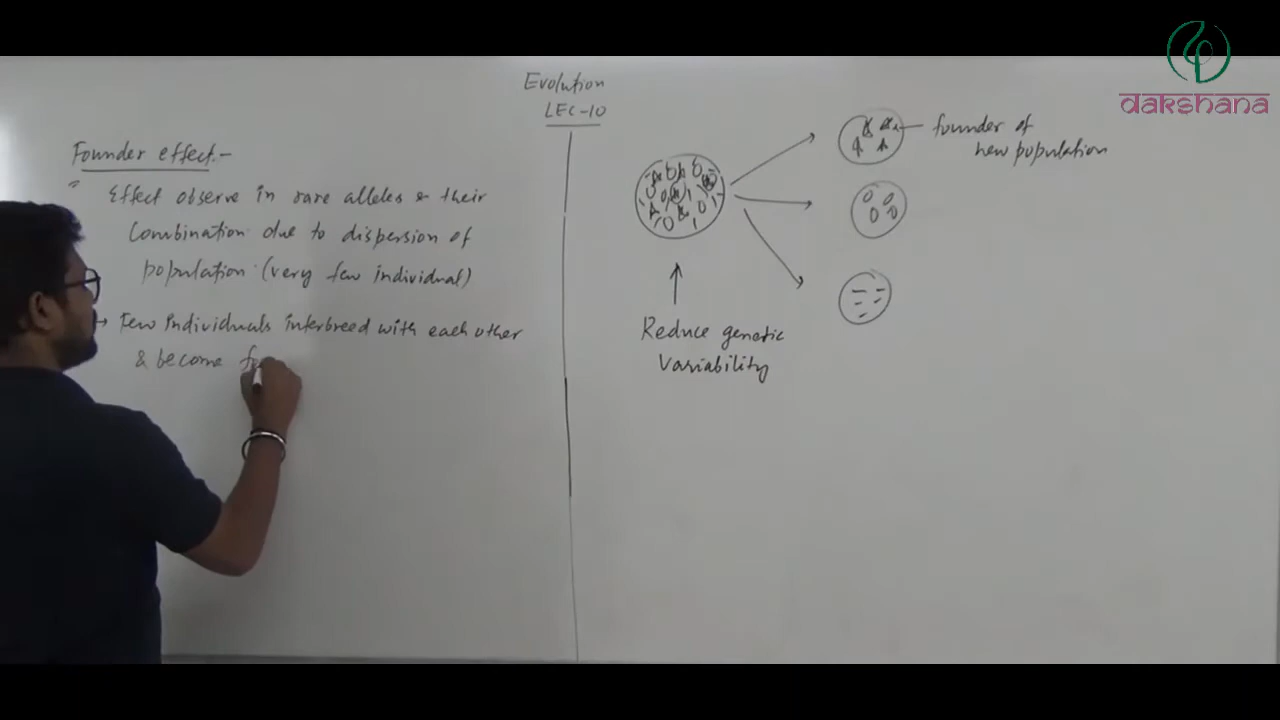 dakshana
Evolution
LEC-10
Founder effect:-
Effect observe in rare alleles & their
Combination due to dispersion of
population (very few individual)
→ Few individuals interbreed with each other
& become f
founder of
new population
Reduce genetic
variability